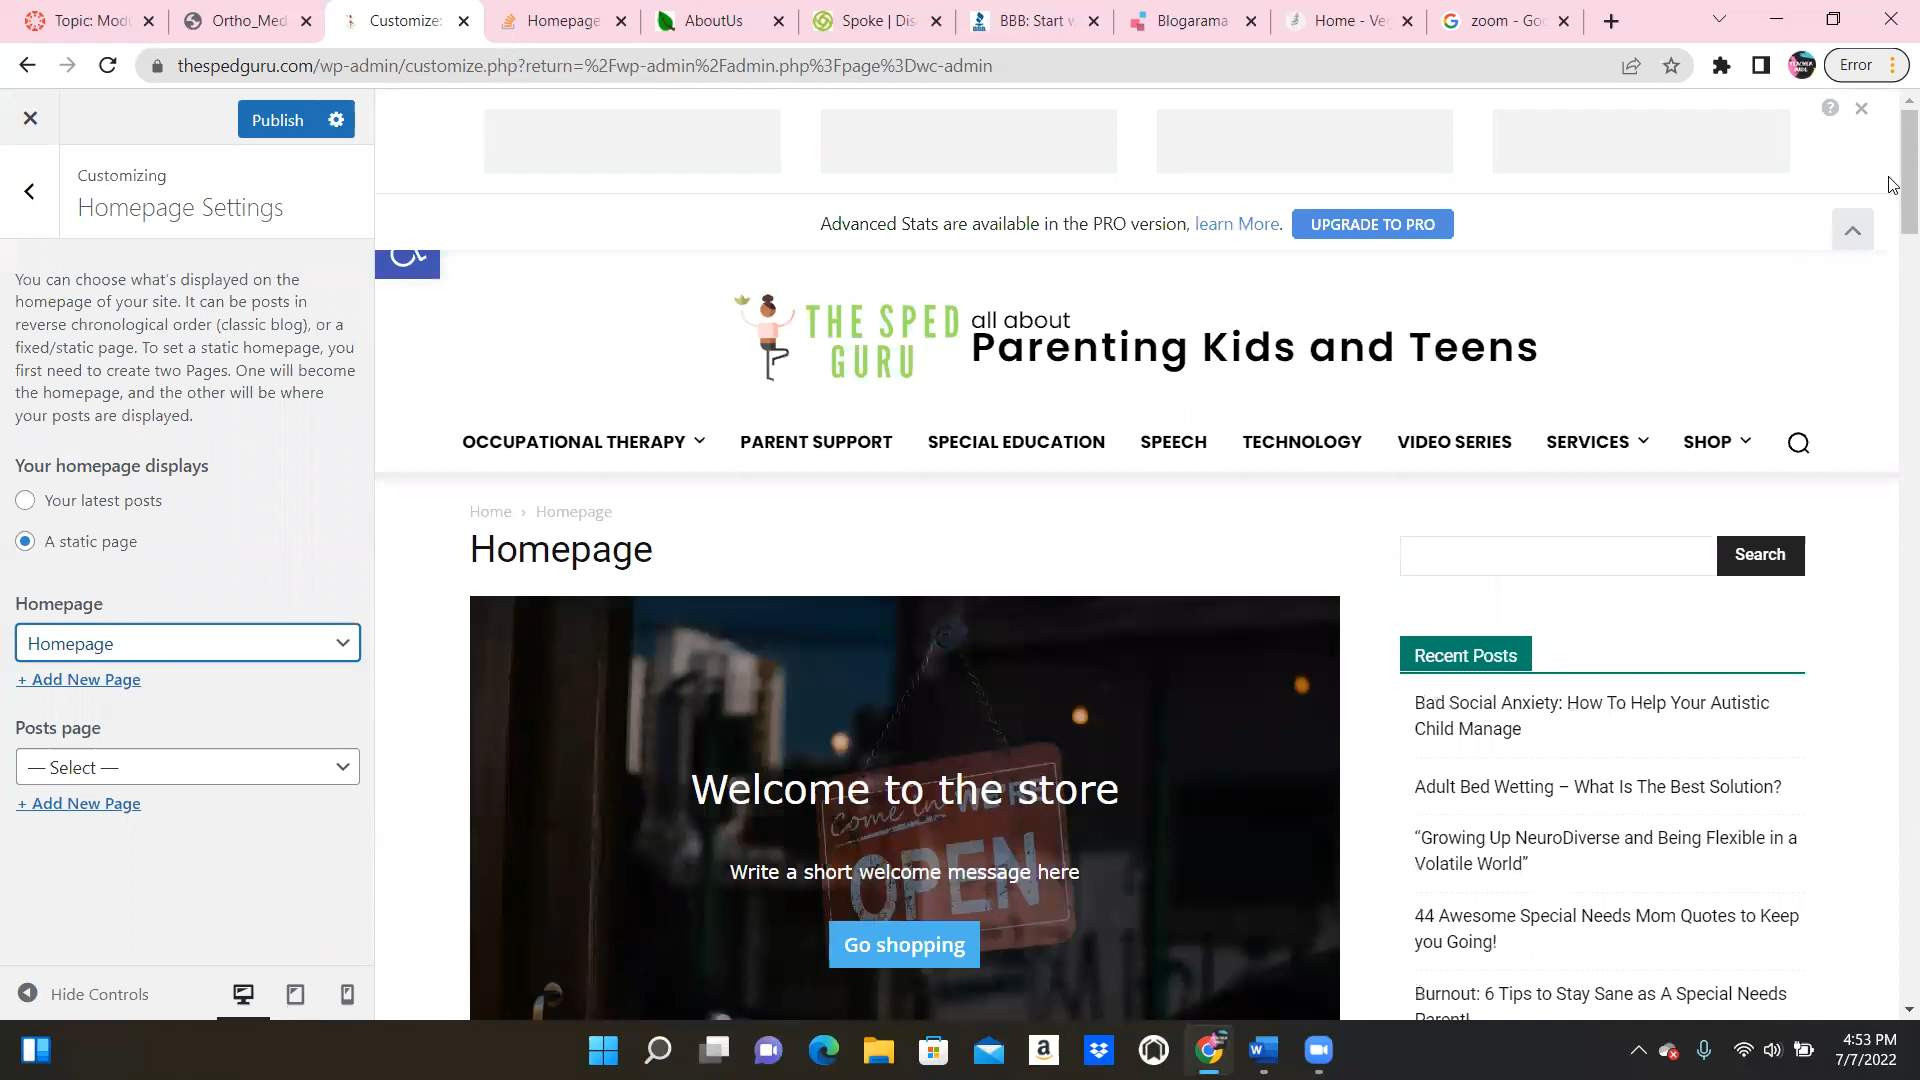 Topic: Modu
Ortho_Med
Customize:
Homepage
AboutUs
Spoke | Dis
BBB: Start w
Blogarama
Home - Veg
zoom - Goo
thespedguru.com/wp-admin/customize.php?return=%2Fwp-admin%2Fadmin.php%3Fpage%3Dwc-admin
Error
Publish
Customizing
Homepage Settings
You can choose what's displayed on the
homepage of your site. It can be posts in
reverse chronological order (classic blog), or a
fixed/static page. To set a static homepage, you
first need to create two Pages. One will become
the homepage, and the other will be where
your posts are displayed.
Your homepage displays
Your latest posts
A static page
Homepage
Homepage
+ Add New Page
Posts page
— Select —
+ Add New Page
Hide Controls
Advanced Stats are available in the PRO version, learn More. UPGRADE TO PRO
THE SPED
GURU
all about
Parenting Kids and Teens
OCCUPATIONAL THERAPY PARENT SUPPORT SPECIAL EDUCATION SPEECH TECHNOLOGY VIDEO SERIES SERVICES SHOP
Home › Homepage
Homepage
Welcome to the store
Come In WE'RE
OPEN
Write a short welcome message here
Go shopping
Search
Recent Posts
Bad Social Anxiety: How To Help Your Autistic
Child Manage
Adult Bed Wetting – What Is The Best Solution?
“Growing Up NeuroDiverse and Being Flexible in a
Volatile World”
44 Awesome Special Needs Mom Quotes to Keep
you Going!
Burnout: 6 Tips to Stay Sane as A Special Needs
Parent!
4:53 PM
7/7/2022